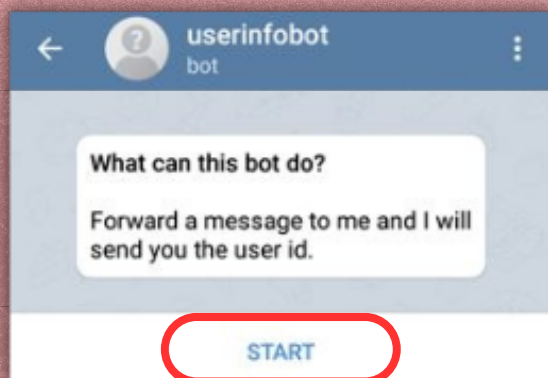 userinfobot
bot
What can this bot do?
Forward a message to me and I will
send you the user id.
START